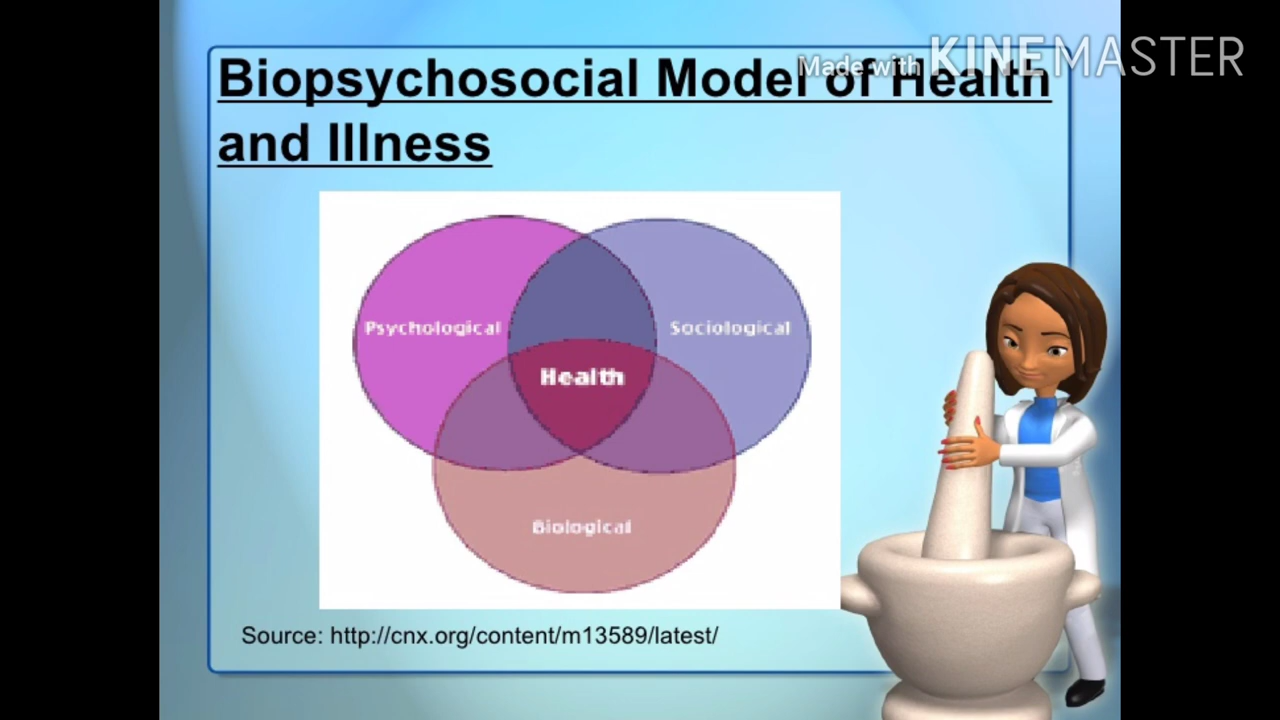 Made with KINEMASTER
Biopsychosocial Model of Health
and Illness
Psychological
Sociological
Health
Biological
Source: http://cnx.org/content/m13589/latest/